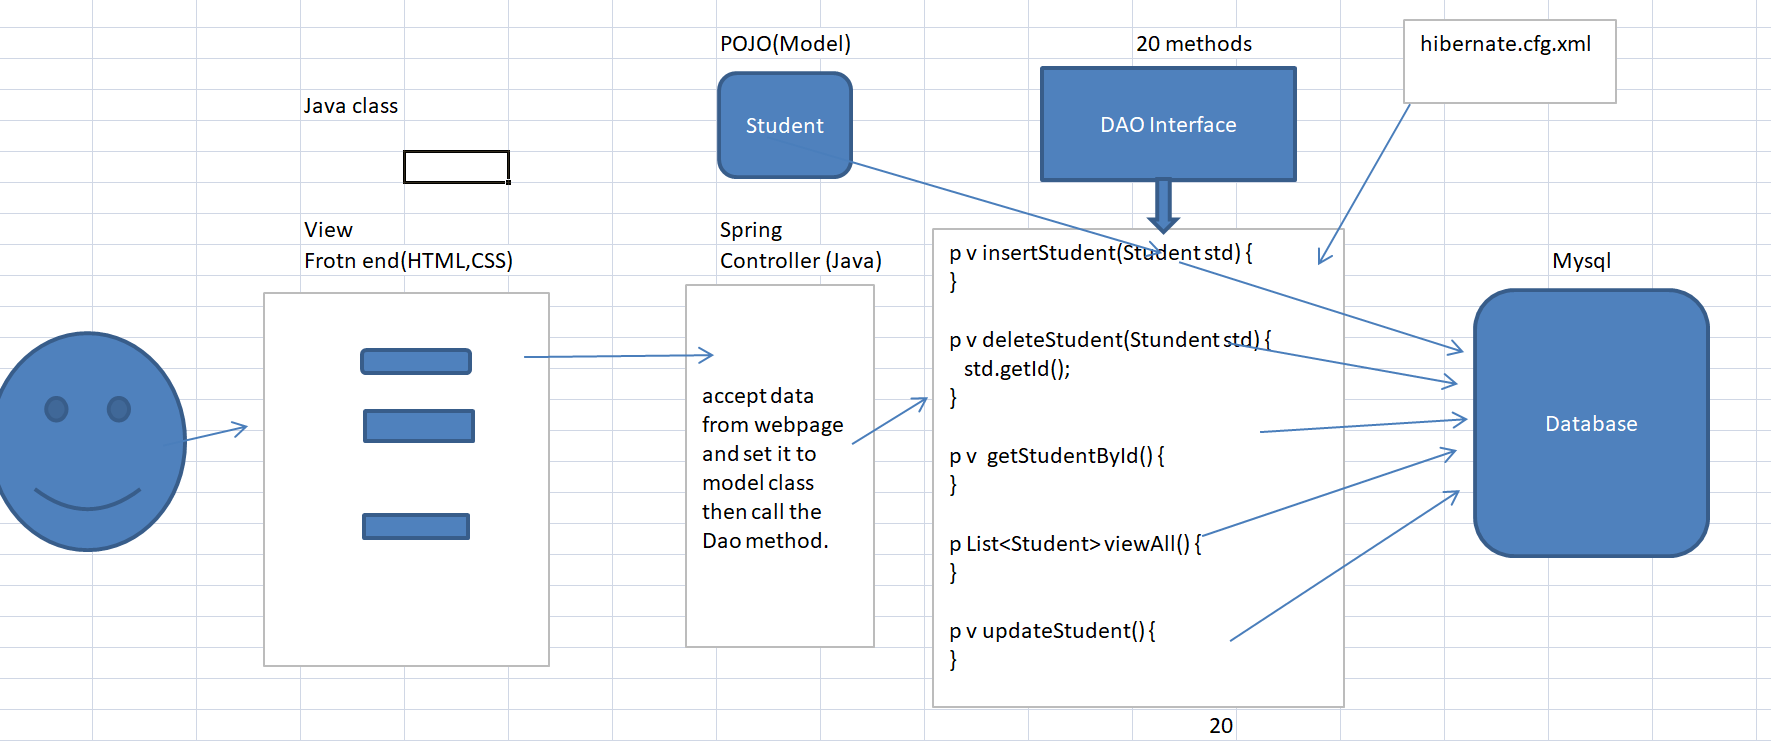 POJO(Model)
20 methods
hibernate.cfg.xml
Java class
Student
DAO Interface
View
Frotn end(HTML,CSS)
Spring
Controller (Java)
accept data
from webpage
and set it to
model class
then call the
Dao method.
p v insertStudent(Student std) {
}
p v deleteStudent(Stundent std) {
std.getId();
}
p v  getStudentById() {
}
p List<Student> viewAll() {
}
p v updateStudent() {
}
20
Mysql
Database